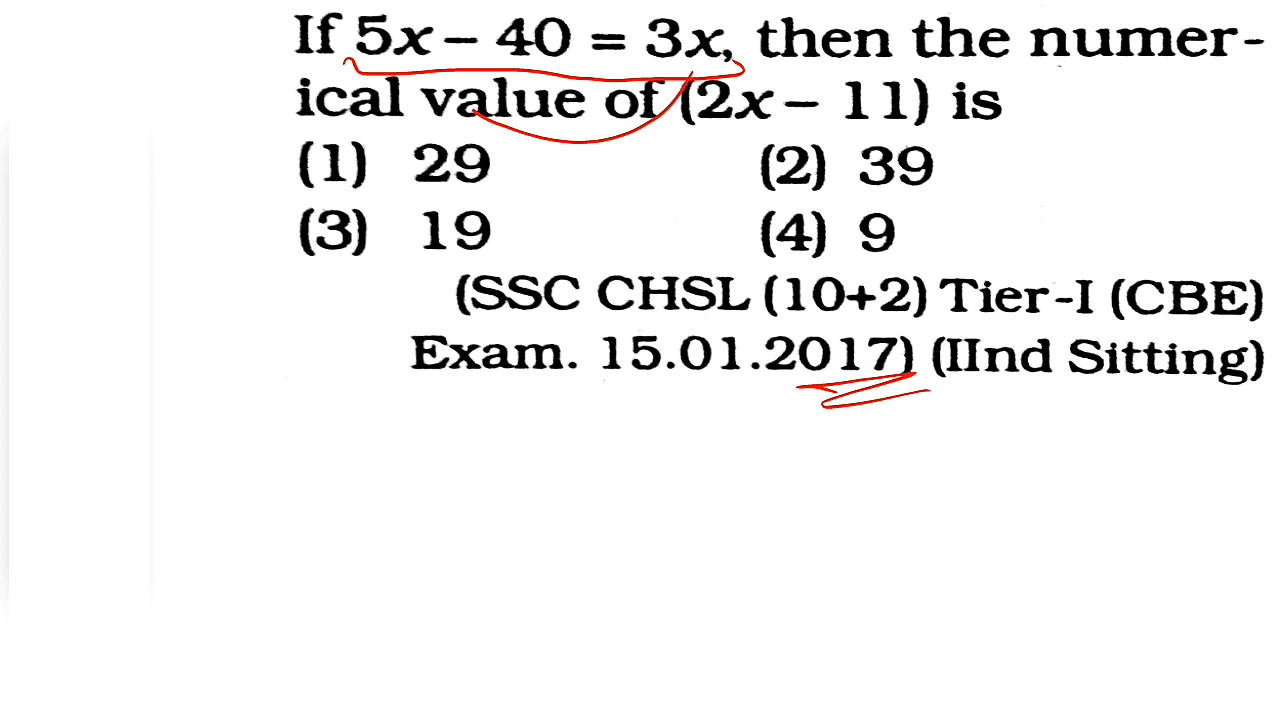 If 5x – 40 = 3x, then the numer-
ical value of (2x – 11) is
(1) 29 (2) 39
(3) 19 (4) 9
(SSC CHSL (10+2) Tier-I (CBE)
Exam. 15.01.2017) (IInd Sitting)